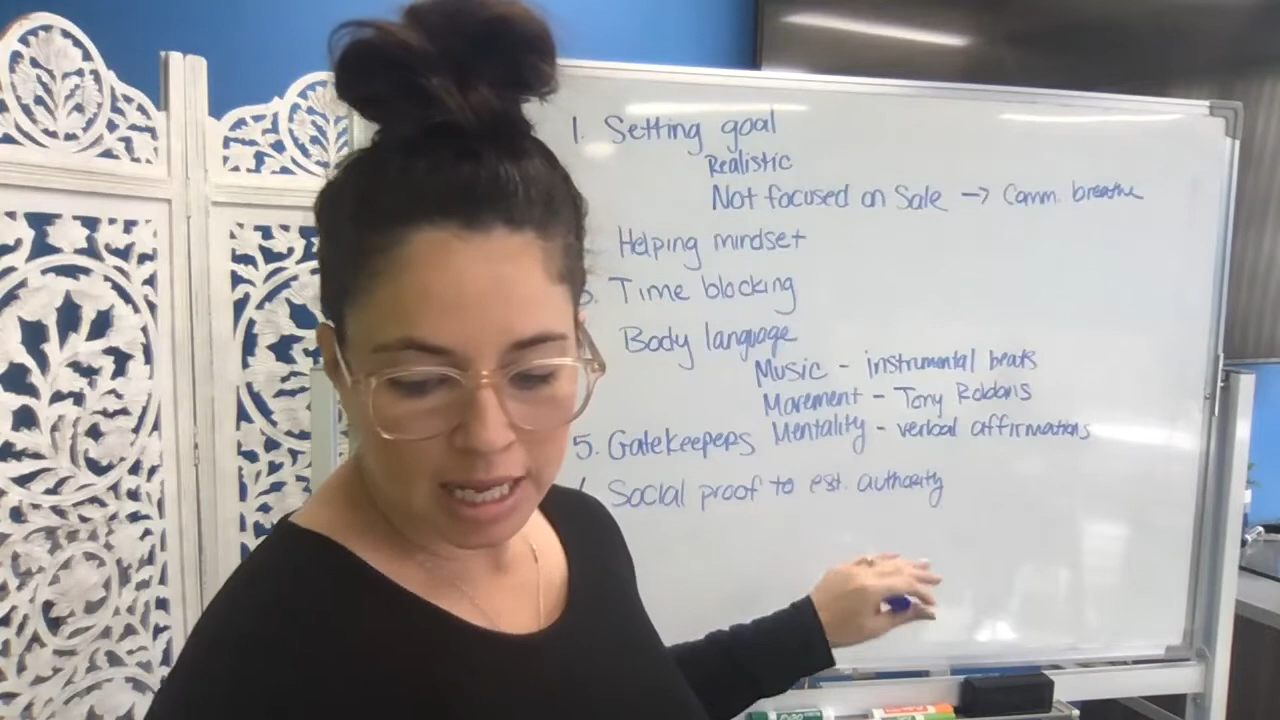 1. Setting goal
Realistic
Not focused on Sale → Comm. breathe
Helping mindset
Time blocking
Body language
Music - instrumental beats
Movement - Tony Robbins
Mentality - verbal affirmations
5. Gatekeepers
Social proof to est. authority